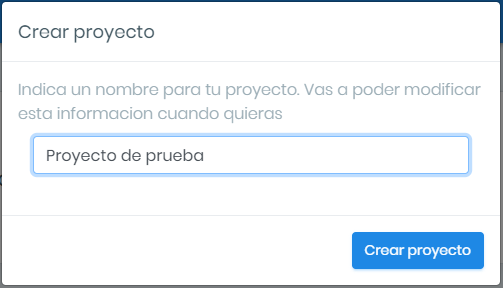 Crear proyecto
Indica un nombre para tu proyecto. Vas a poder modificar
esta informacion cuando quieras
Proyecto de prueba
Crear proyecto